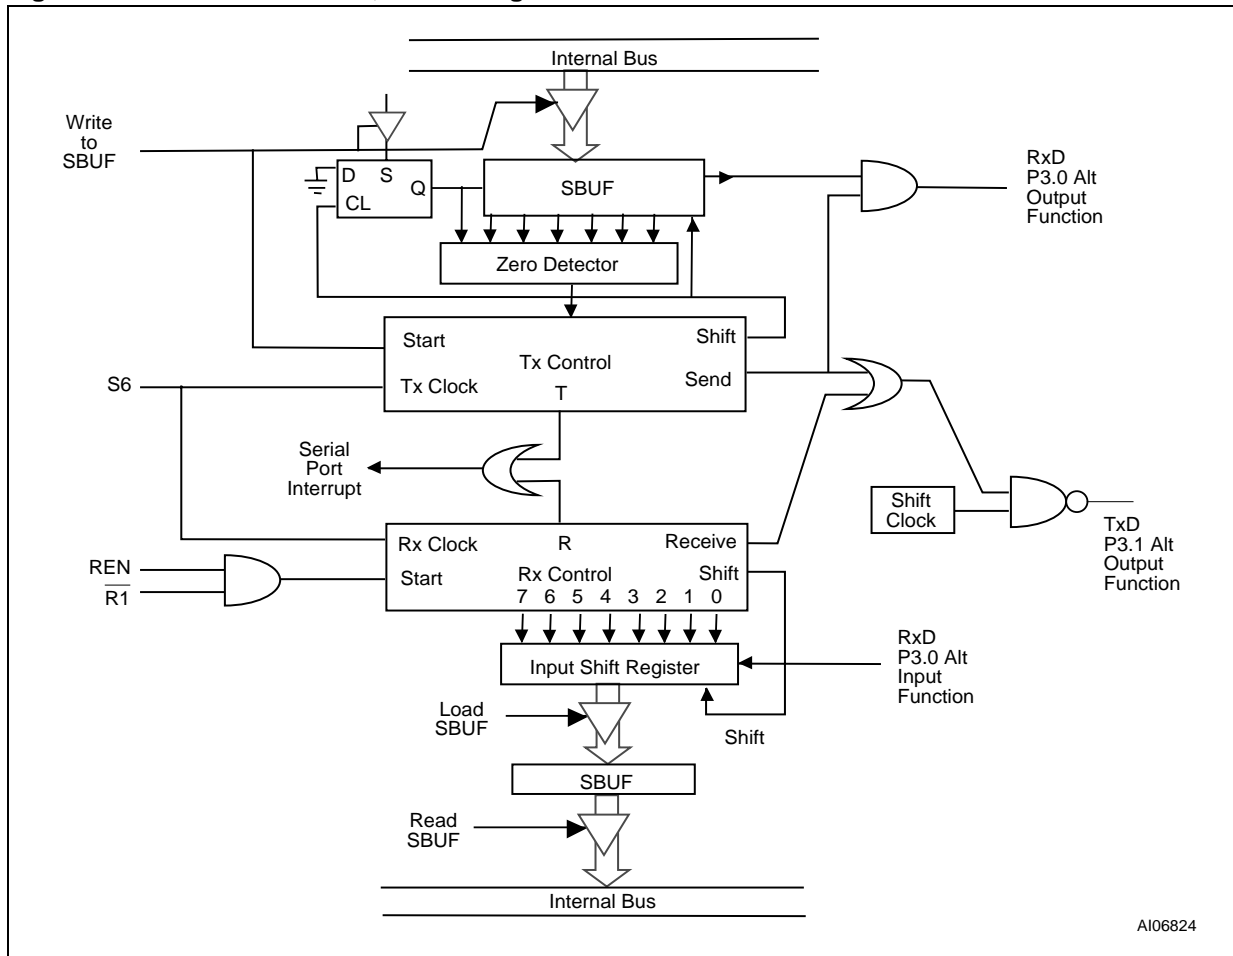 Internal Bus
Write
to
SBUF
D S
Q
CL
SBUF
RxD
P3.0 Alt
Output
Function
Zero Detector
Start
Shift
Tx Control
S6
Tx Clock
Send
T
Serial
Port
Interrupt
Shift
Clock
TxD
P3.1 Alt
Output
Function
Rx Clock
R
Receive
REN
R1
Start
Rx Control
Shift
7 6 5 4 3 2 1 0
Input Shift Register
RxD
P3.0 Alt
Input
Function
Load
SBUF
Shift
SBUF
Read
SBUF
Internal Bus
AI06824